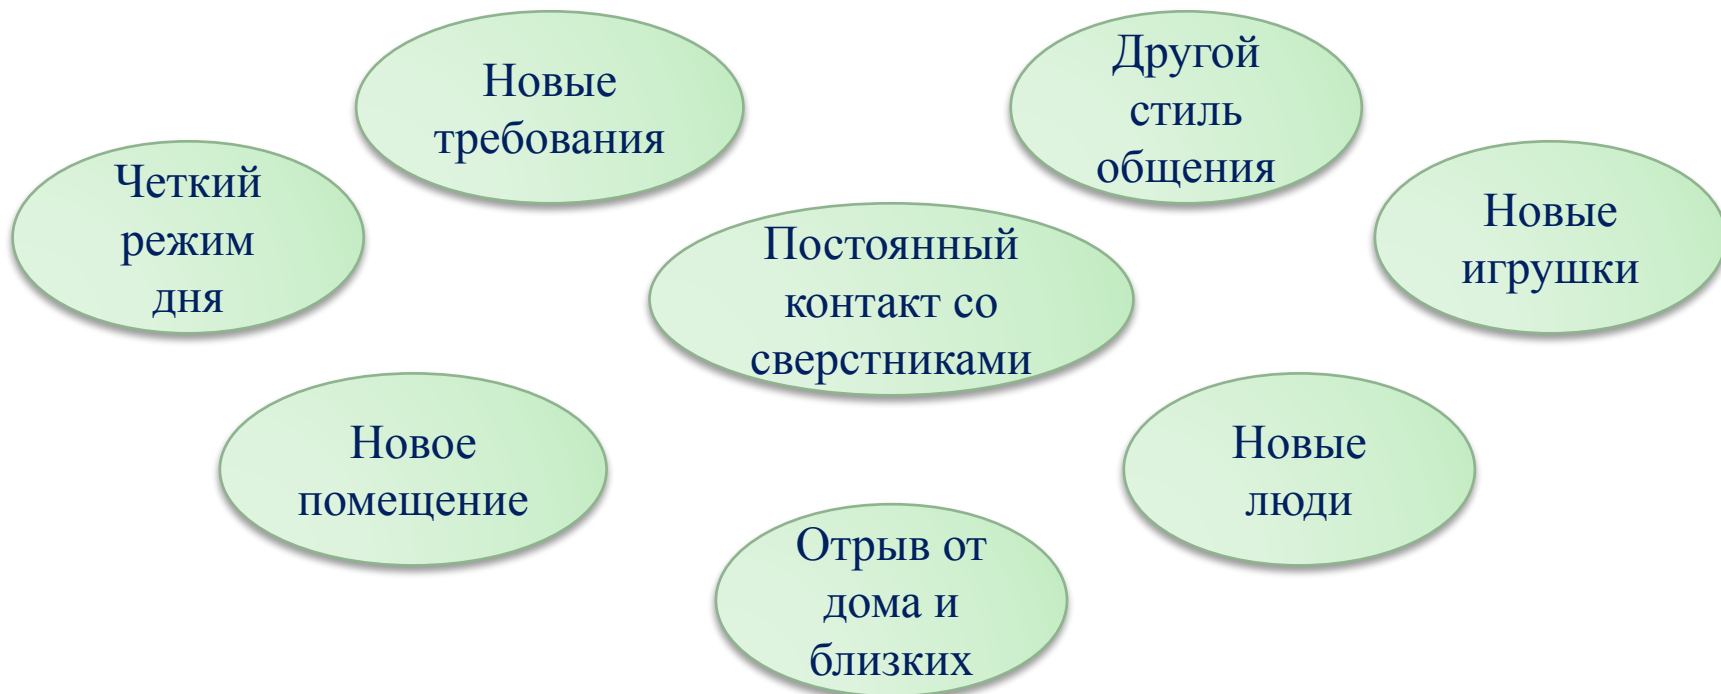 Новые
требования
Другой
стиль
общения
Четкий
режим
дня
Постоянный
контакт со
сверстниками
Новые
игрушки
Новое
помещение
Новые
люди
Отрыв от
дома и
близких